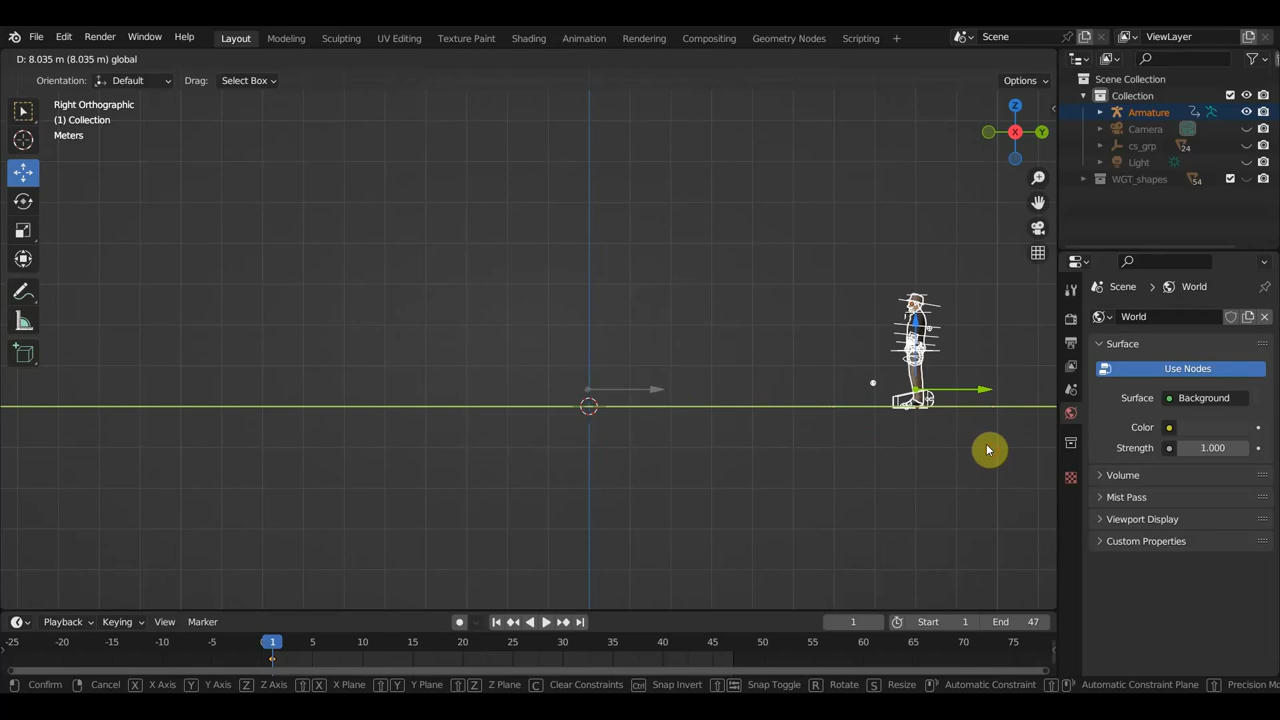 File Edit Render Window Help Layout Modeling Sculpting UV Editing Texture Paint Shading Animation Rendering Compositing Geometry Nodes Scripting + Scene ViewLayer
D: 8.035 m (8.035 m) global
Orientation: Default Drag: Select Box Options
Right Orthographic
(1) Collection
Meters
Z
X
Y
Scene Collection
Collection
Armature
Camera
cs_grp 24
Light
WGT_shapes 54
Scene > World
World
Surface
Use Nodes
Surface Background
Color
Strength 1.000
Volume
Mist Pass
Viewport Display
Custom Properties
Playback Keying View Marker 1 Start 1 End 47
-25 -20 -15 -10 -5 1 5 10 15 20 25 30 35 40 45 50 55 60 65 70 75
Confirm Cancel X X Axis Y Y Axis Z Z Axis X X Plane Y Y Plane Z Z Plane C Clear Constraints Ctrl Snap Invert Snap Toggle R Rotate S Resize Automatic Constraint Automatic Constraint Plane Precision Mo